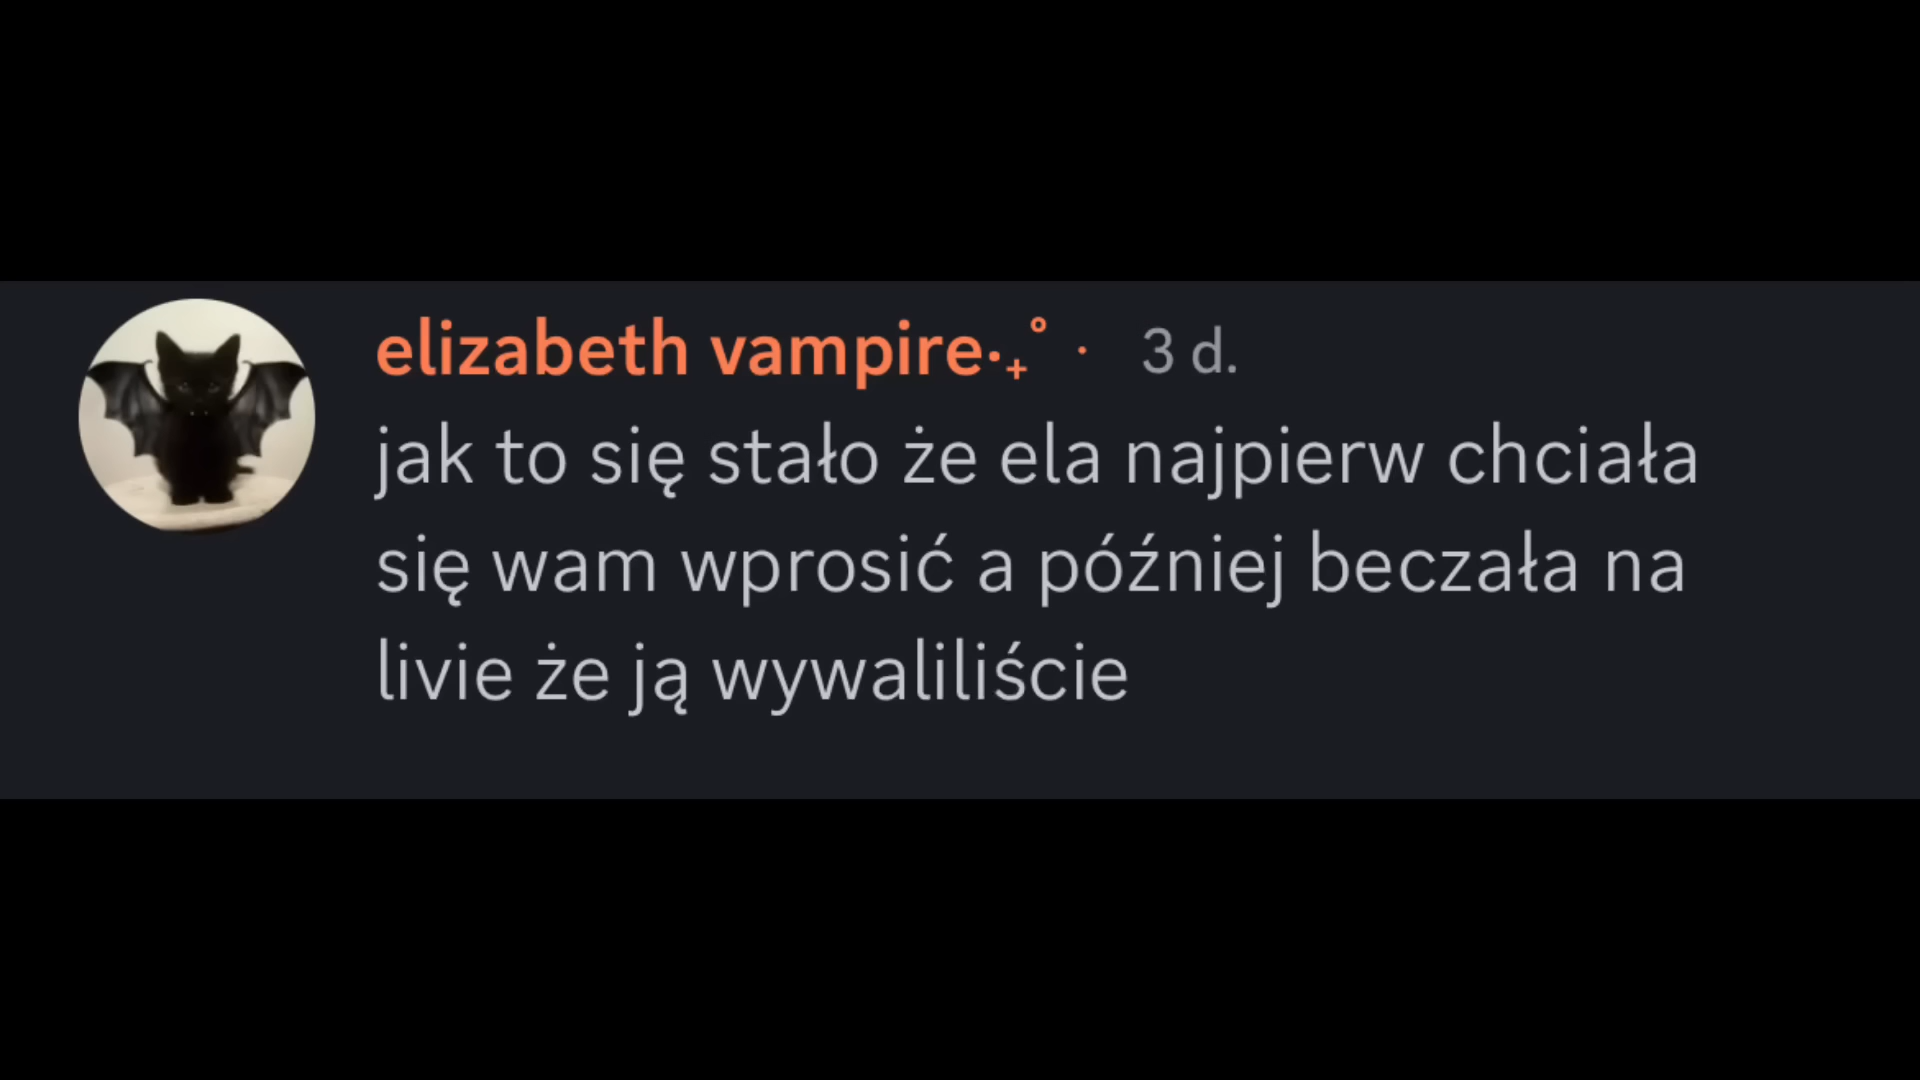 elizabeth vampire‧₊˚ · 3 d.
jak to się stało że ela najpierw chciała
się wam wprosić a później beczała na
livie że ją wywaliliście